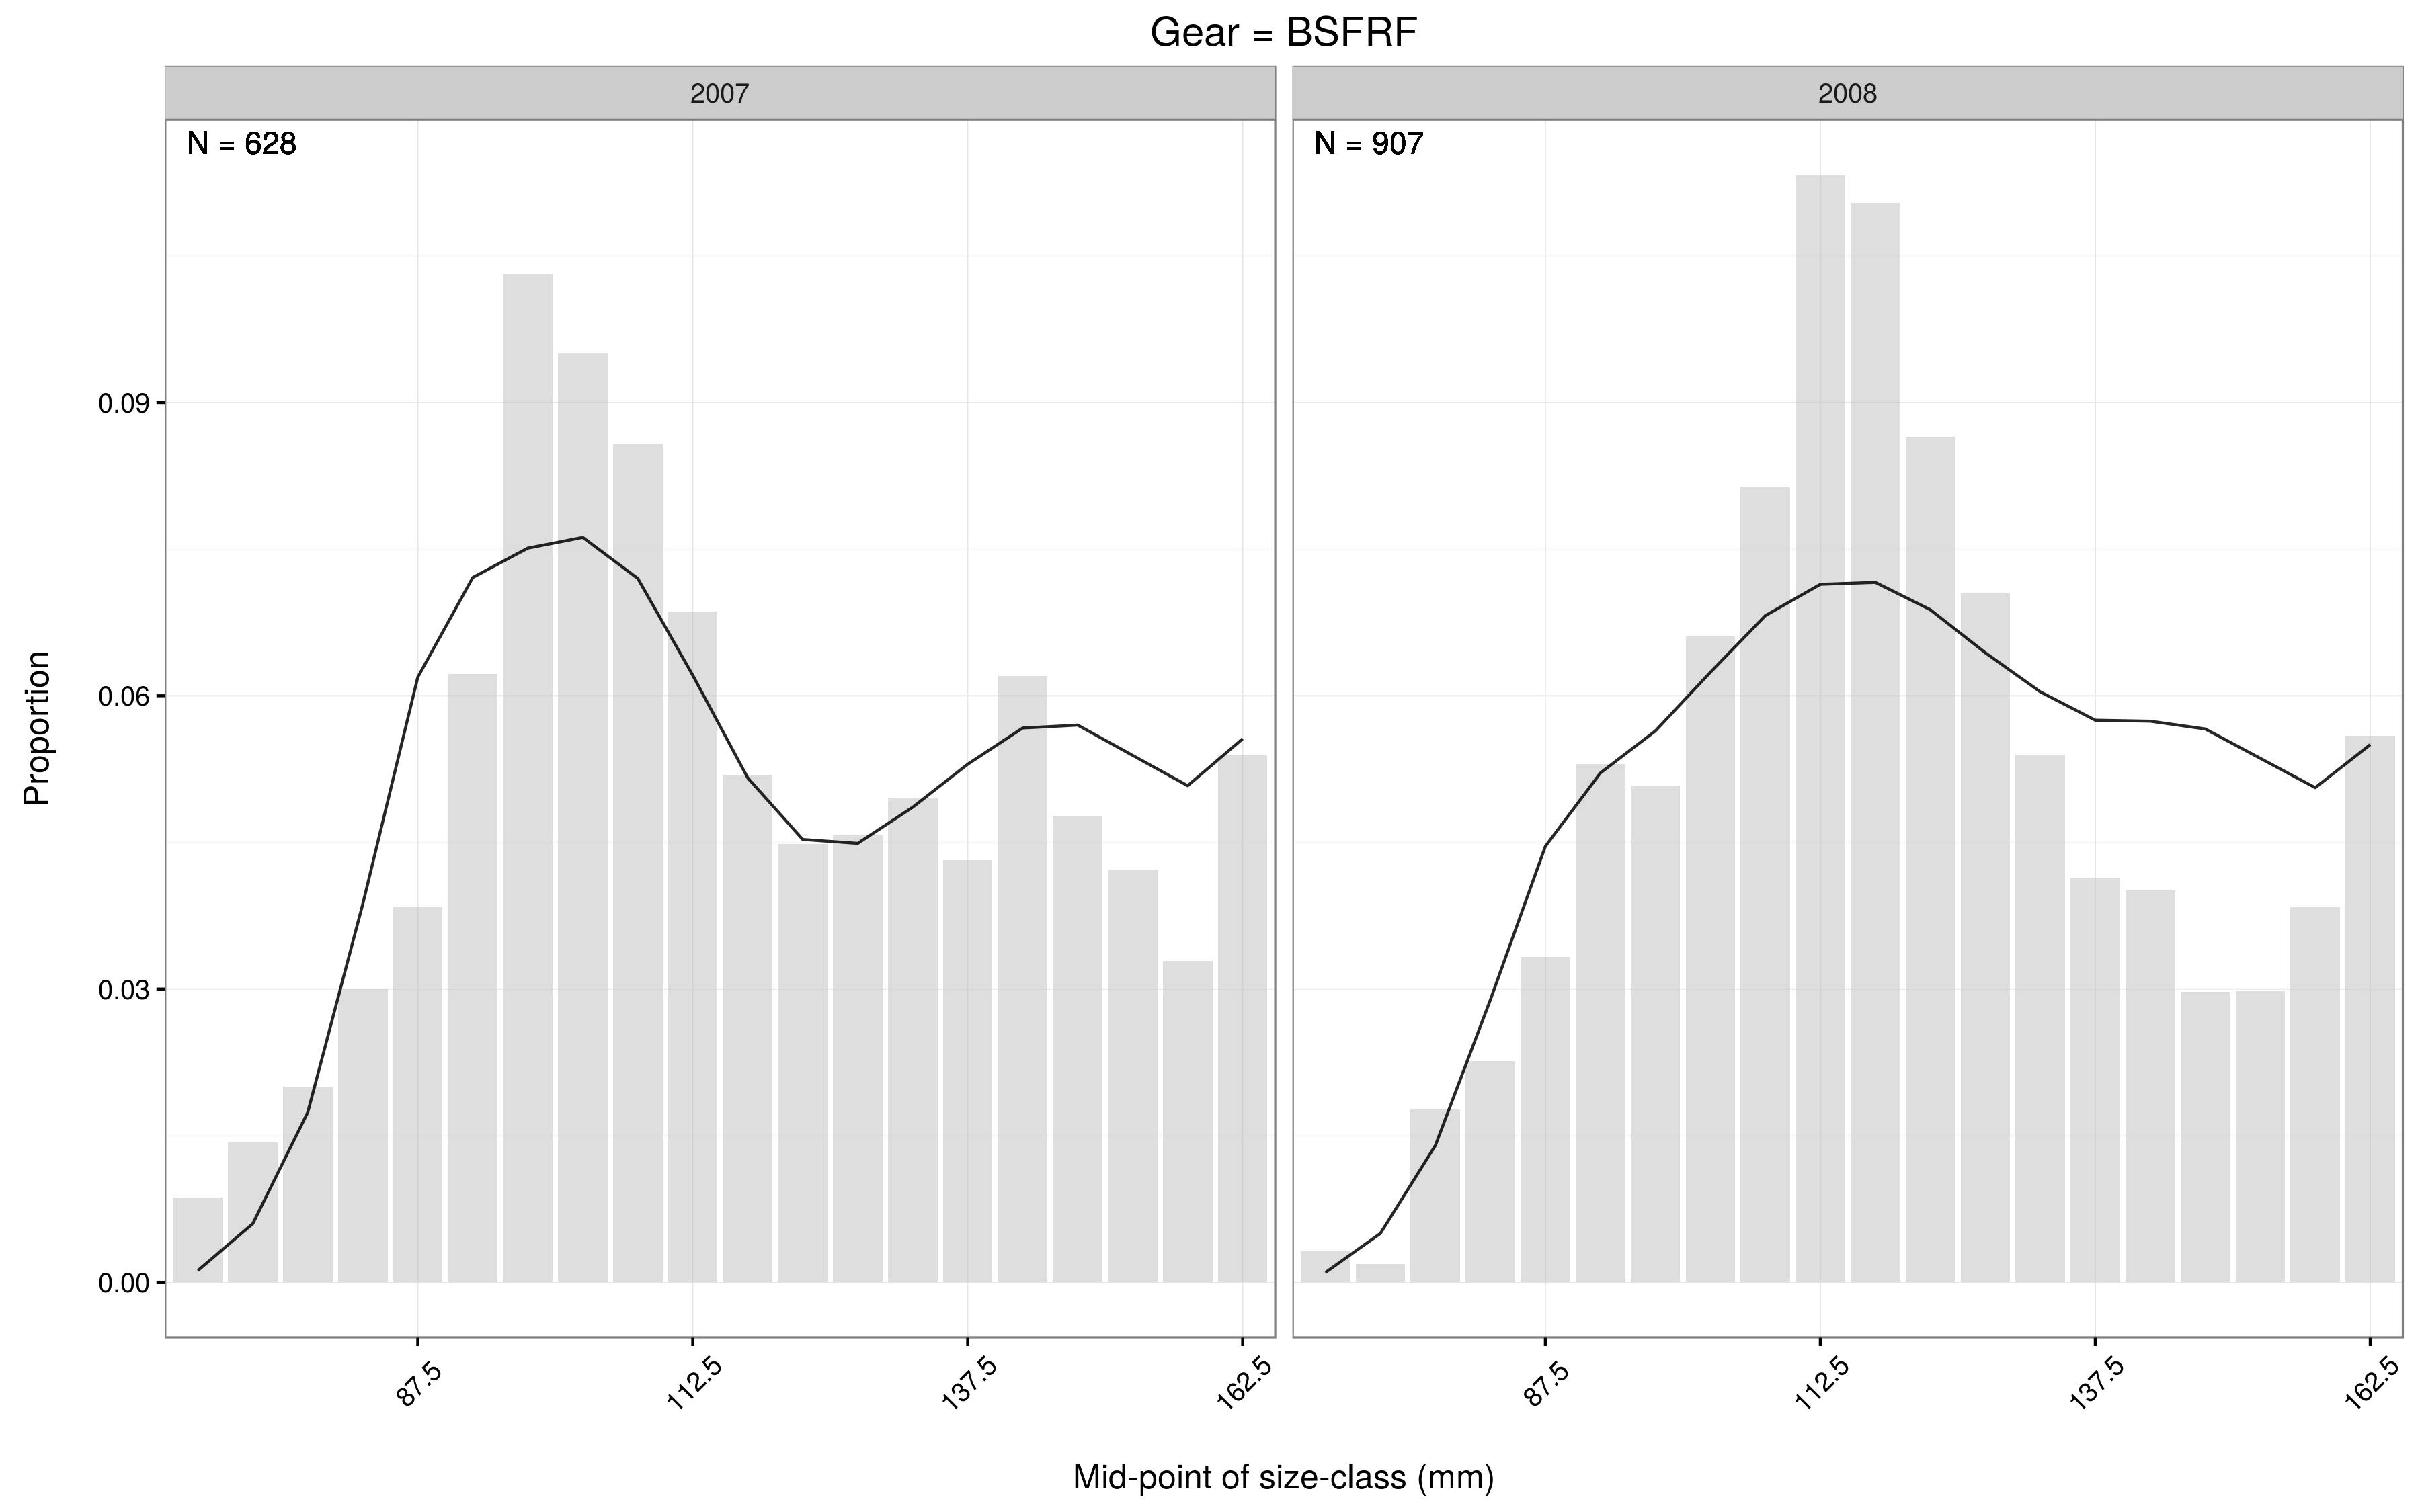 Gear = BSFRF
2007
2008
N = 628
N = 907
Proportion
0.09
0.06
0.03
0.00
87.5
112.5
137.5
162.5
87.5
112.5
137.5
162.5
Mid-point of size-class (mm)